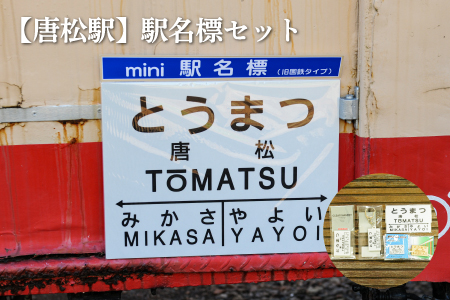 【唐松駅】駅名標セット
mini 駅名標 (旧国鉄タイプ)
とうまつ
唐松
TŌMATSU
みかさ やよい
MIKASA YAYOI
とうまつ